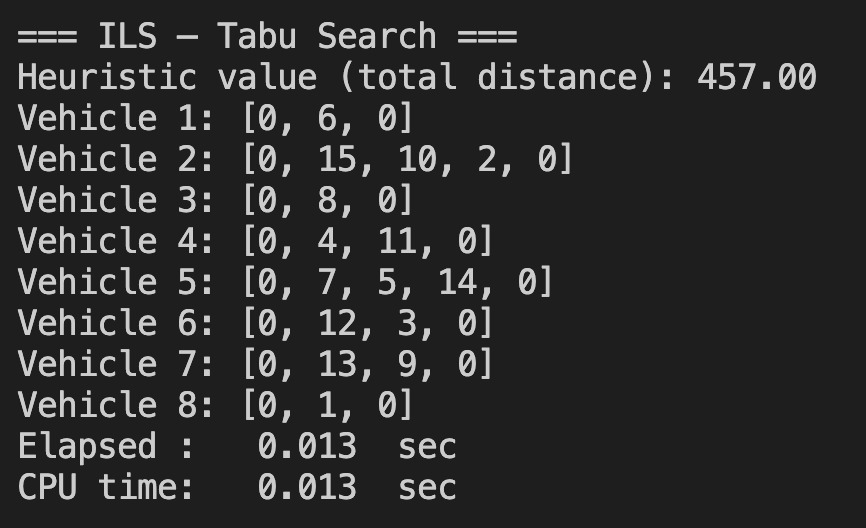 === ILS – Tabu Search ===
Heuristic value (total distance): 457.00
Vehicle 1: [0, 6, 0]
Vehicle 2: [0, 15, 10, 2, 0]
Vehicle 3: [0, 8, 0]
Vehicle 4: [0, 4, 11, 0]
Vehicle 5: [0, 7, 5, 14, 0]
Vehicle 6: [0, 12, 3, 0]
Vehicle 7: [0, 13, 9, 0]
Vehicle 8: [0, 1, 0]
Elapsed :   0.013  sec
CPU time:   0.013  sec